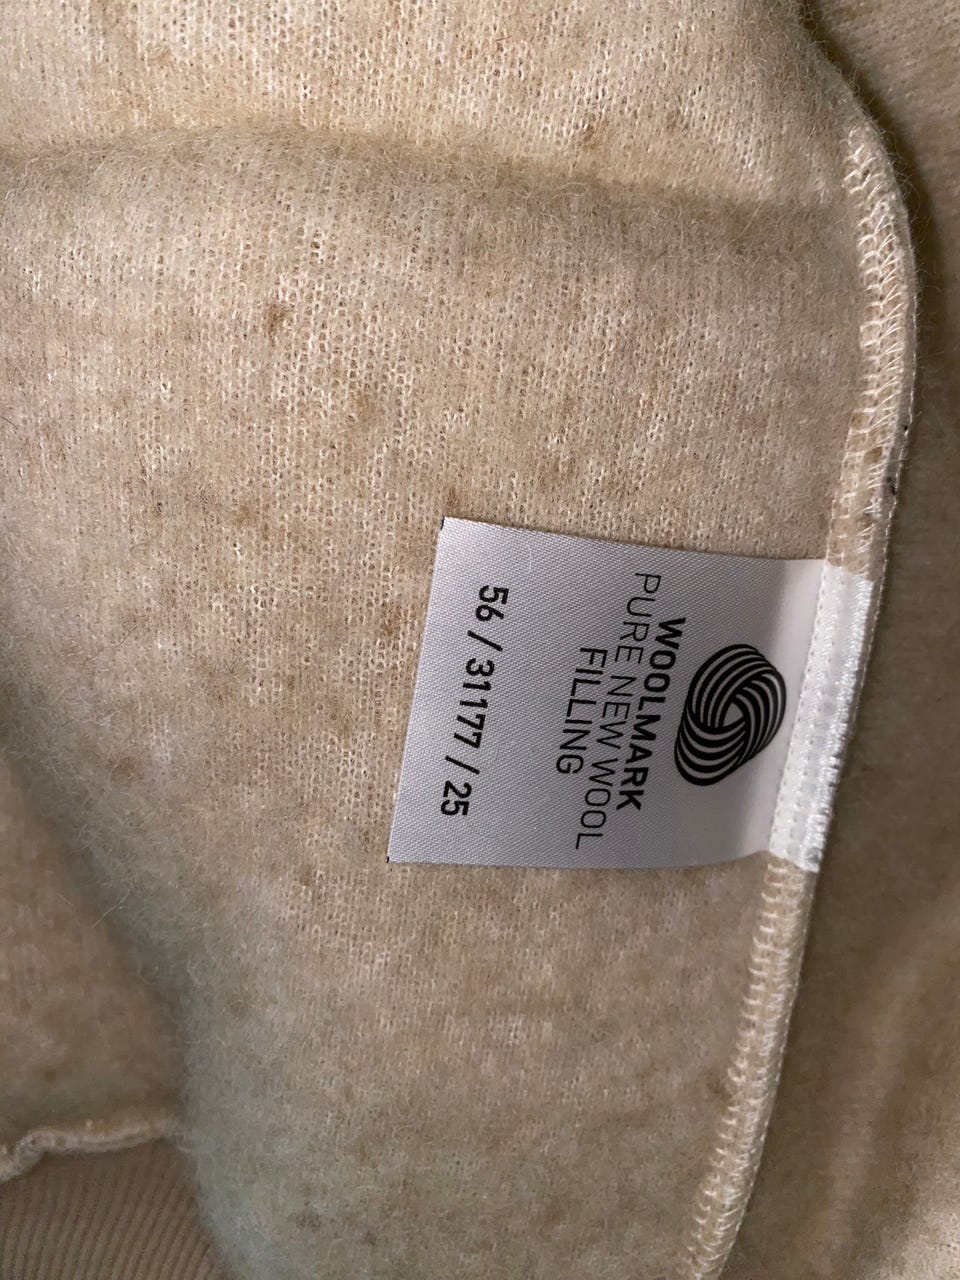 WOOLMARK
PURE NEW WOOL
FILLING
56 / 31177 / 25